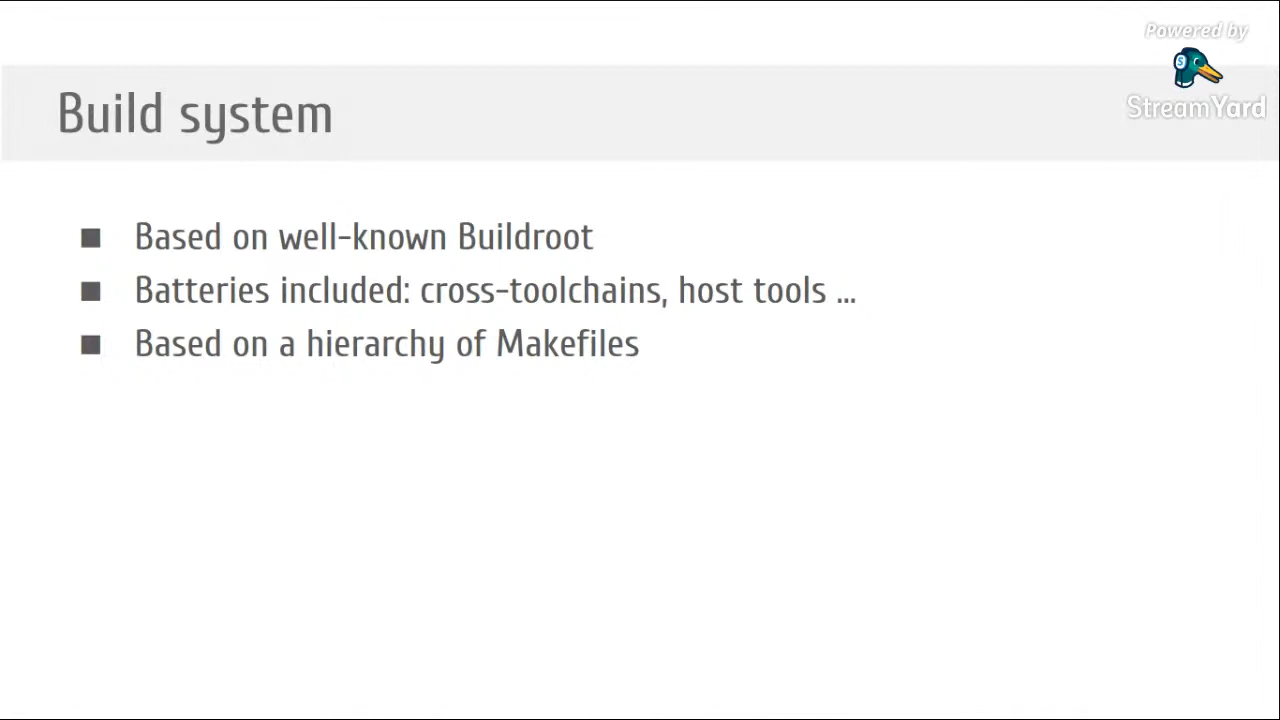 Powered by
StreamYard
Build system
■ Based on well-known Buildroot
■ Batteries included: cross-toolchains, host tools ...
■ Based on a hierarchy of Makefiles